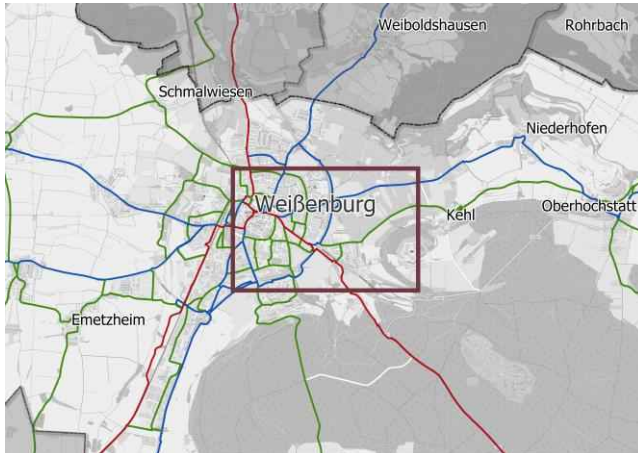 Weiboldshausen
Rohrbach
Schmalwiesen
Niederhofen
Weißenburg
Kehl
Oberhochstatt
Emetzheim